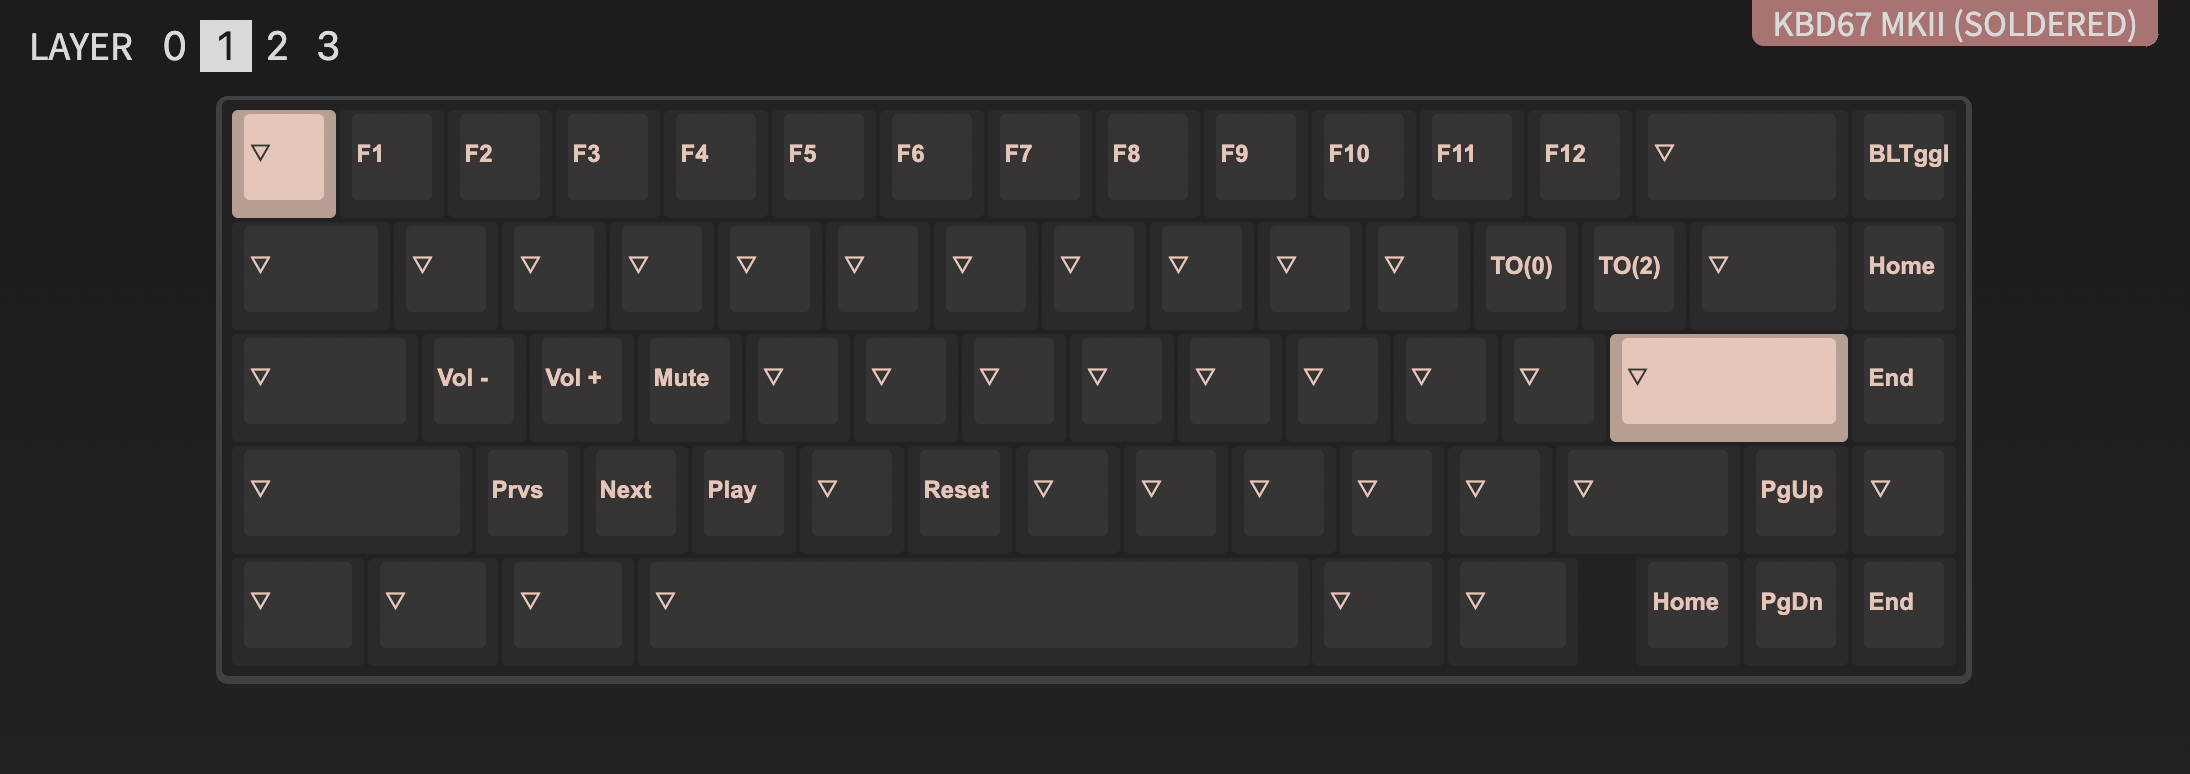 LAYER 0 1 2 3
KBD67 MKII (SOLDERED)
▽ F1 F2 F3 F4 F5 F6 F7 F8 F9 F10 F11 F12 ▽ BLTggl
▽ ▽ ▽ ▽ ▽ ▽ ▽ ▽ ▽ ▽ ▽ TO(0) TO(2) ▽ Home
▽ Vol - Vol + Mute ▽ ▽ ▽ ▽ ▽ ▽ ▽ ▽ ▽ End
▽ Prvs Next Play ▽ Reset ▽ ▽ ▽ ▽ ▽ ▽ PgUp ▽
▽ ▽ ▽ ▽ ▽ ▽ Home PgDn End